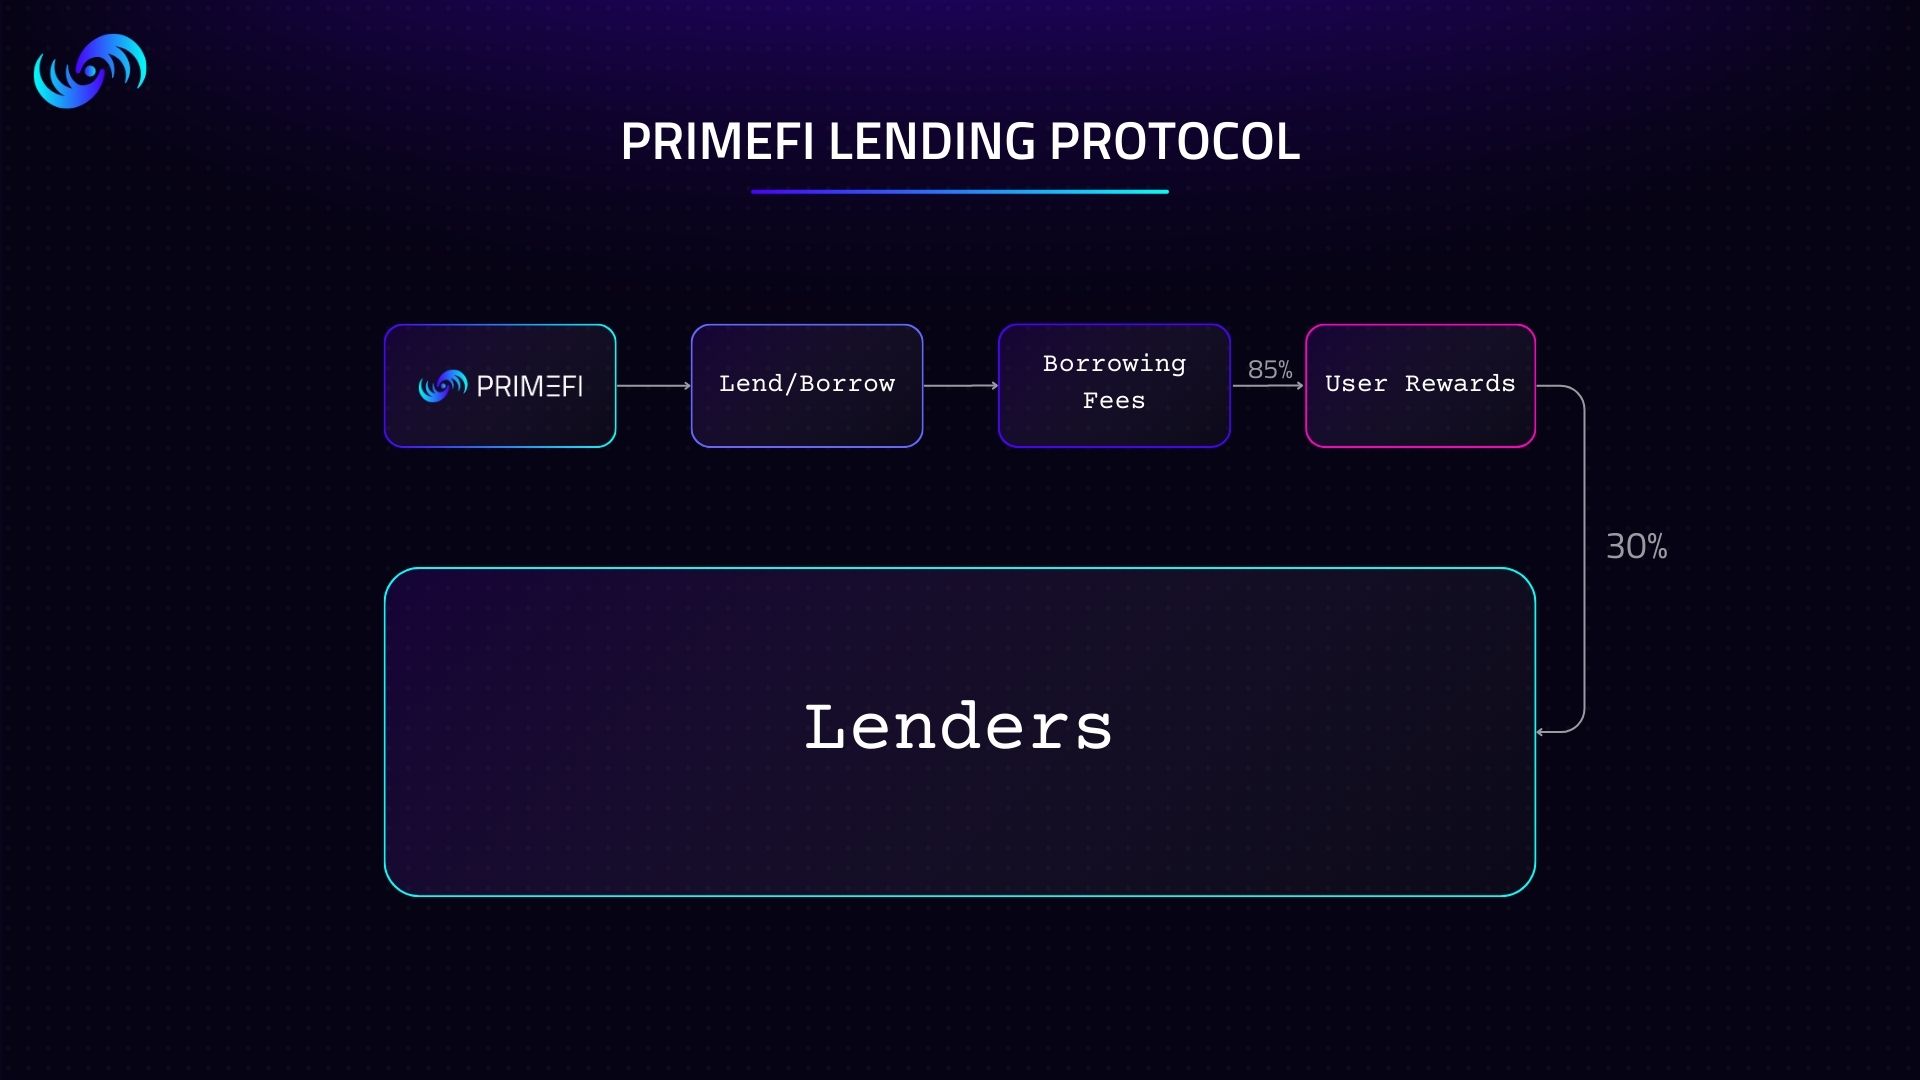 PRIMEFI LENDING PROTOCOL
PRIMEFI
Lend/Borrow
Borrowing
Fees
85%
User Rewards
30%
Lenders